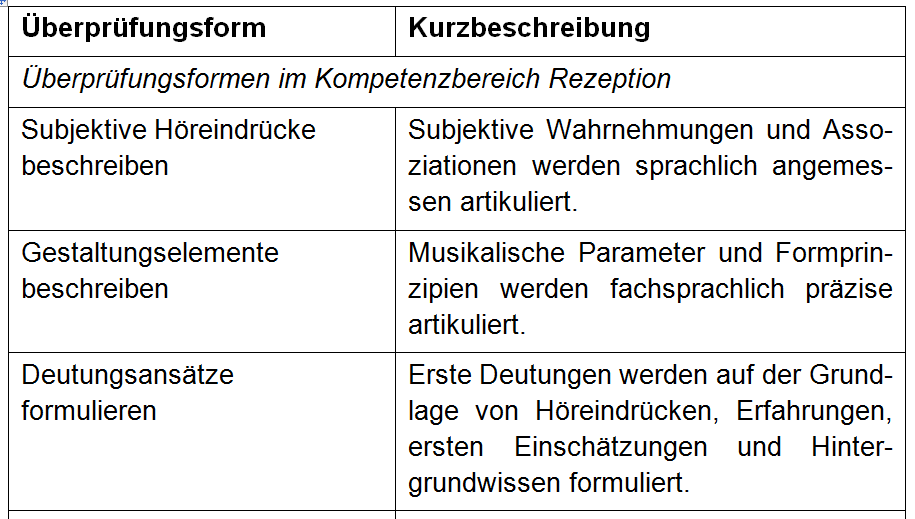 Überprüfungsform
Kurzbeschreibung
Überprüfungsformen im Kompetenzbereich Rezeption
Subjektive Höreindrücke
beschreiben
Subjektive Wahrnehmungen und Asso-
ziationen werden sprachlich angemes-
sen artikuliert.
Gestaltungselemente
beschreiben
Musikalische Parameter und Formprin-
zipien werden fachsprachlich präzise
artikuliert.
Deutungsansätze
formulieren
Erste Deutungen werden auf der Grund-
lage von Höreindrücken, Erfahrungen,
ersten Einschätzungen und Hinter-
grundwissen formuliert.